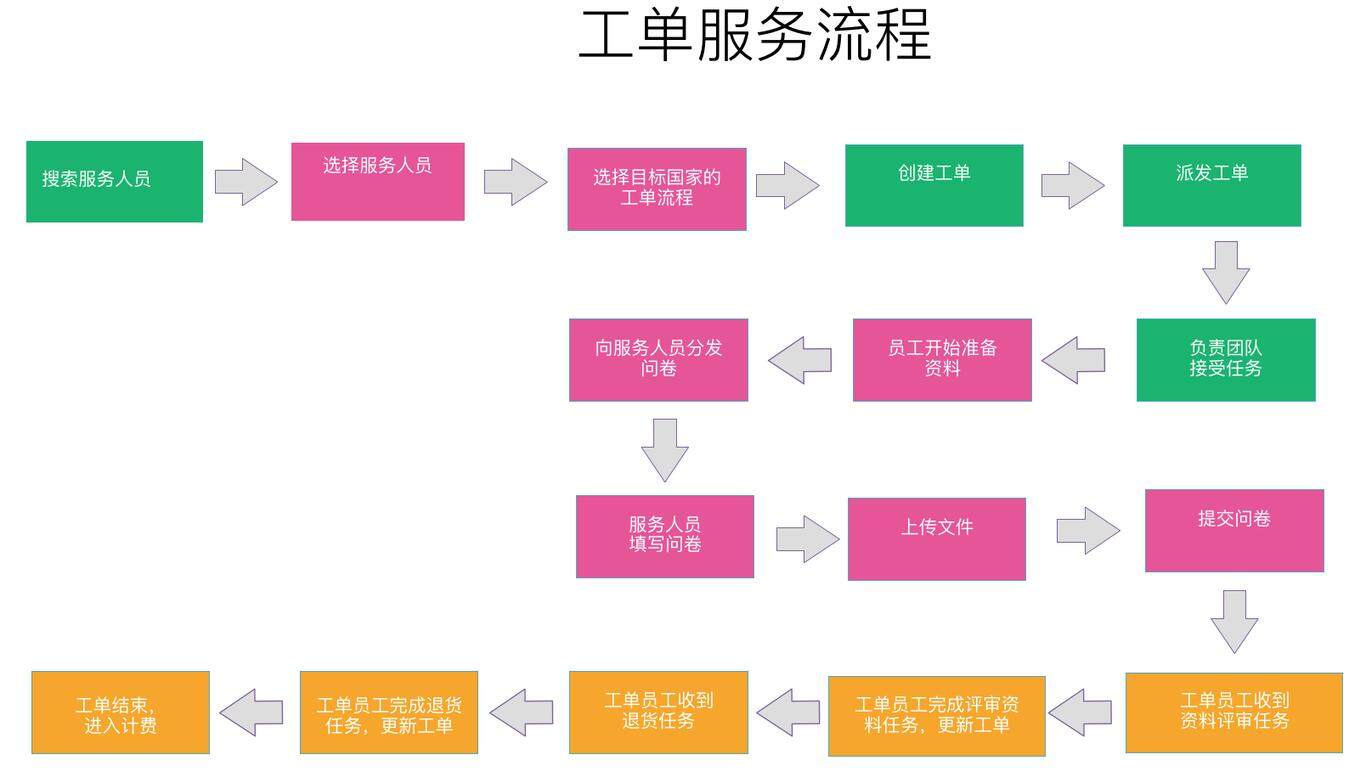 工单服务流程
搜索服务人员
选择服务人员
选择目标国家的
工单流程
创建工单
派发工单
负责团队
接受任务
员工开始准备
资料
向服务人员分发
问卷
服务人员
填写问卷
上传文件
提交问卷
工单员工收到
资料评审任务
工单员工完成评审资
料任务，更新工单
工单员工收到
退货任务
工单员工完成退货
任务，更新工单
工单结束，
进入计费